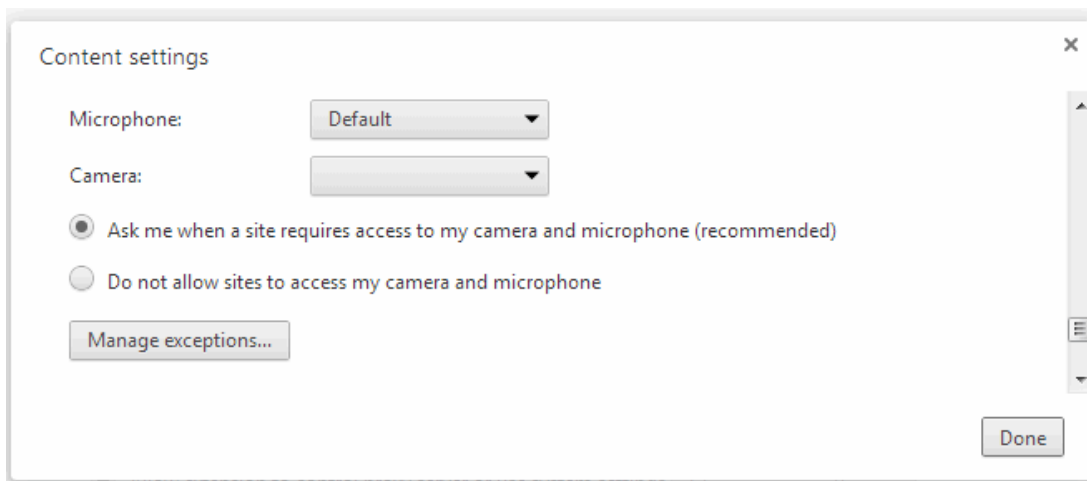 Content settings
Microphone:
Default
Camera:
Ask me when a site requires access to my camera and microphone (recommended)
Do not allow sites to access my camera and microphone
Manage exceptions...
Done